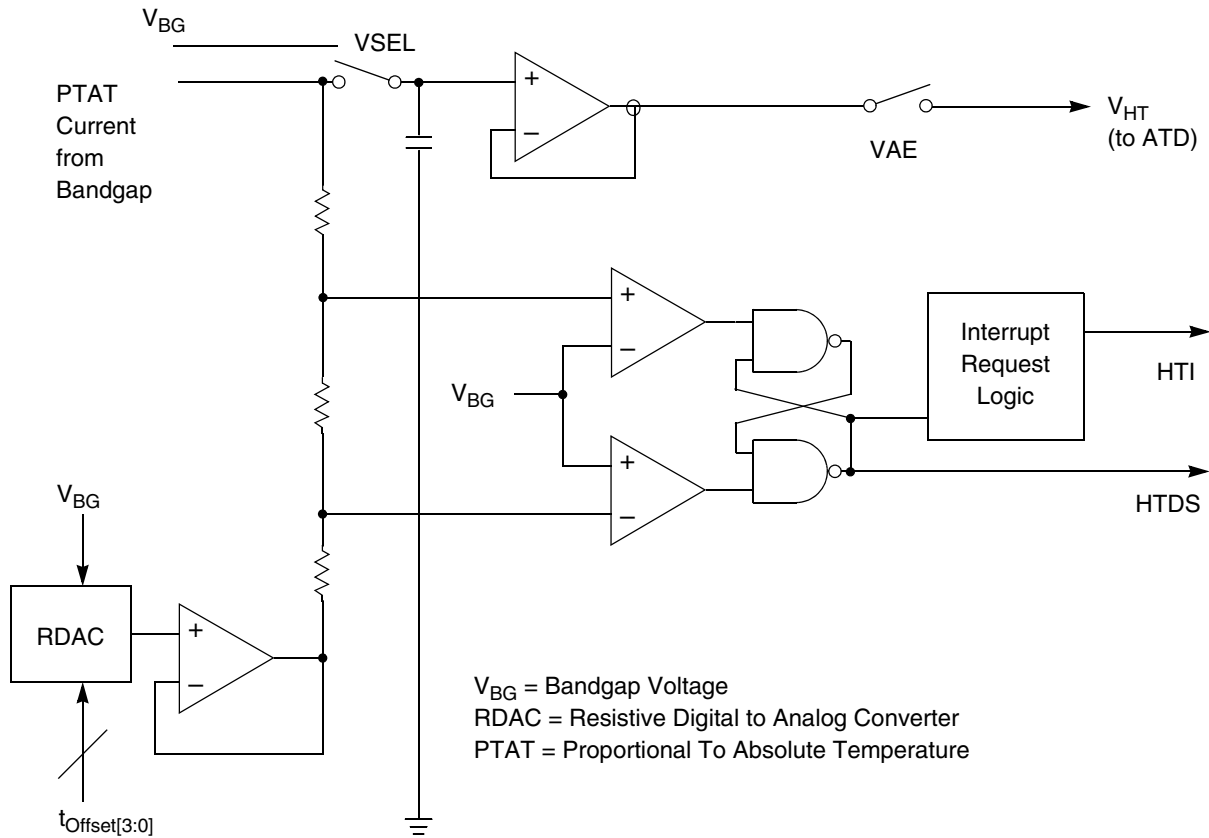 VBG
VSEL
PTAT
Current
from
Bandgap
+
−
VAE
VHT
(to ATD)
+
−
VBG
+
−
Interrupt
Request
Logic
HTI
HTDS
VBG
RDAC
+
−
tOffset[3:0]
VBG = Bandgap Voltage
RDAC = Resistive Digital to Analog Converter
PTAT = Proportional To Absolute Temperature